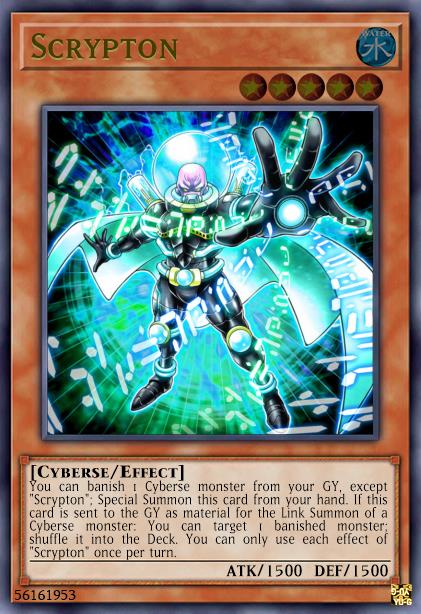 Scrypton
WATER
水
[Cyberse/Effect]
You can banish 1 Cyberse monster from your GY, except
"Scrypton"; Special Summon this card from your hand. If this
card is sent to the GY as material for the Link Summon of a
Cyberse monster: You can target 1 banished monster;
shuffle it into the Deck. You can only use each effect of
"Scrypton" once per turn.
ATK/1500 DEF/1500
56161953